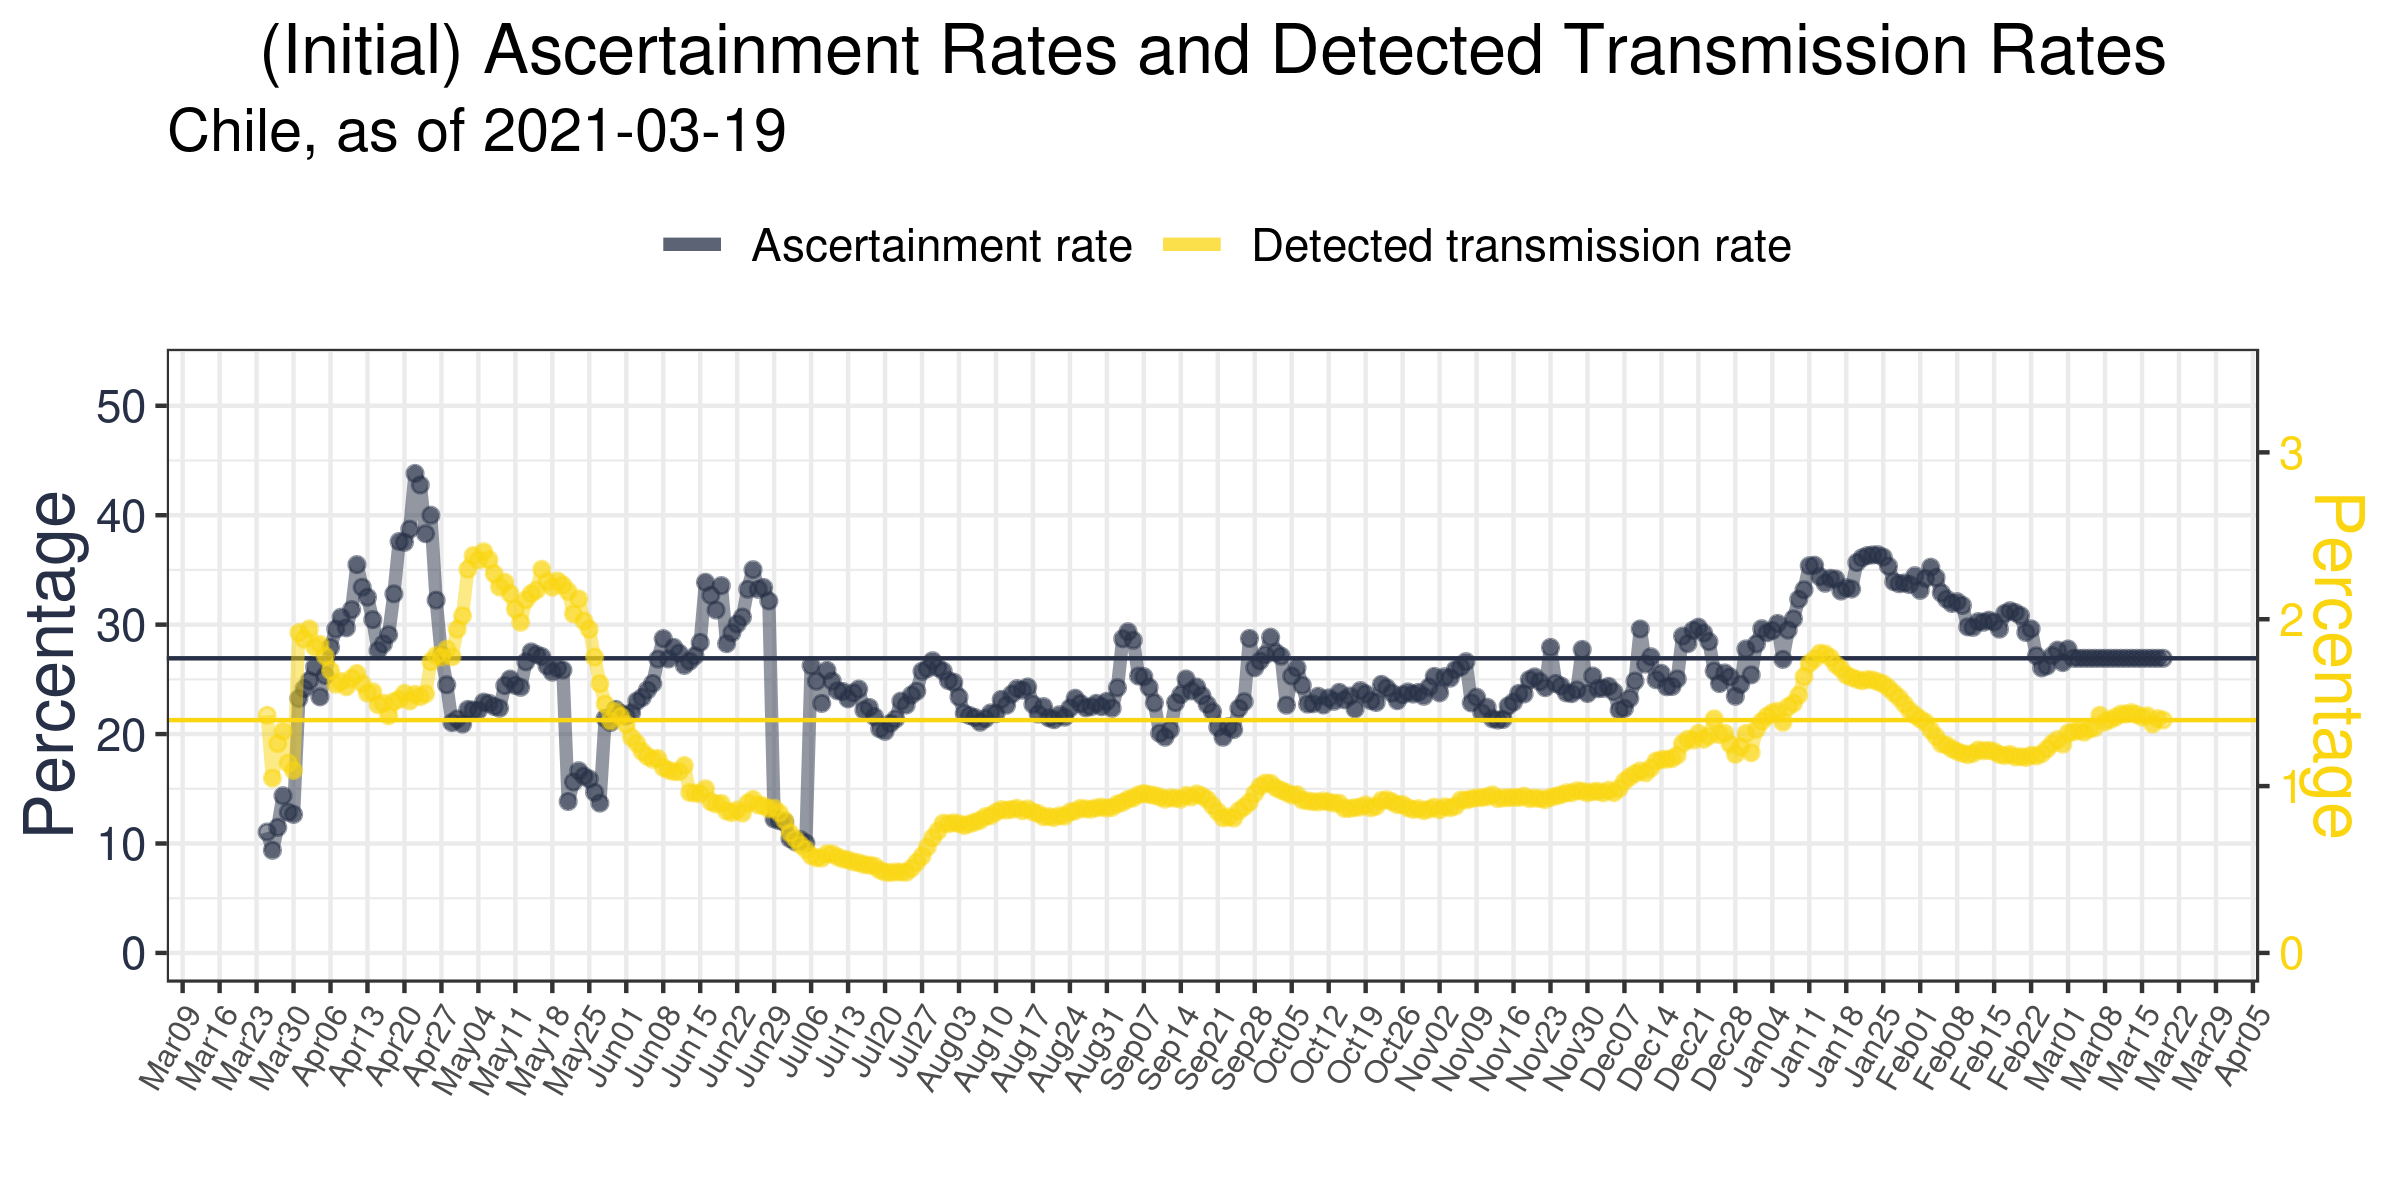 (Initial) Ascertainment Rates and Detected Transmission Rates
Chile, as of 2021-03-19
Ascertainment rate Detected transmission rate
Percentage
50
40
30
20
10
0
3
2
1
0
Percentage
Mar09 Mar16 Mar23 Mar30 Apr06 Apr13 Apr20 Apr27 May04 May11 May18 May25 Jun01 Jun08 Jun15 Jun22 Jun29 Jul06 Jul13 Jul20 Jul27 Aug03 Aug10 Aug17 Aug24 Aug31 Sep07 Sep14 Sep21 Sep28 Oct05 Oct12 Oct19 Oct26 Nov02 Nov09 Nov16 Nov23 Nov30 Dec07 Dec14 Dec21 Dec28 Jan04 Jan11 Jan18 Jan25 Feb01 Feb08 Feb15 Feb22 Mar01 Mar08 Mar15 Mar22 Mar29 Apr05